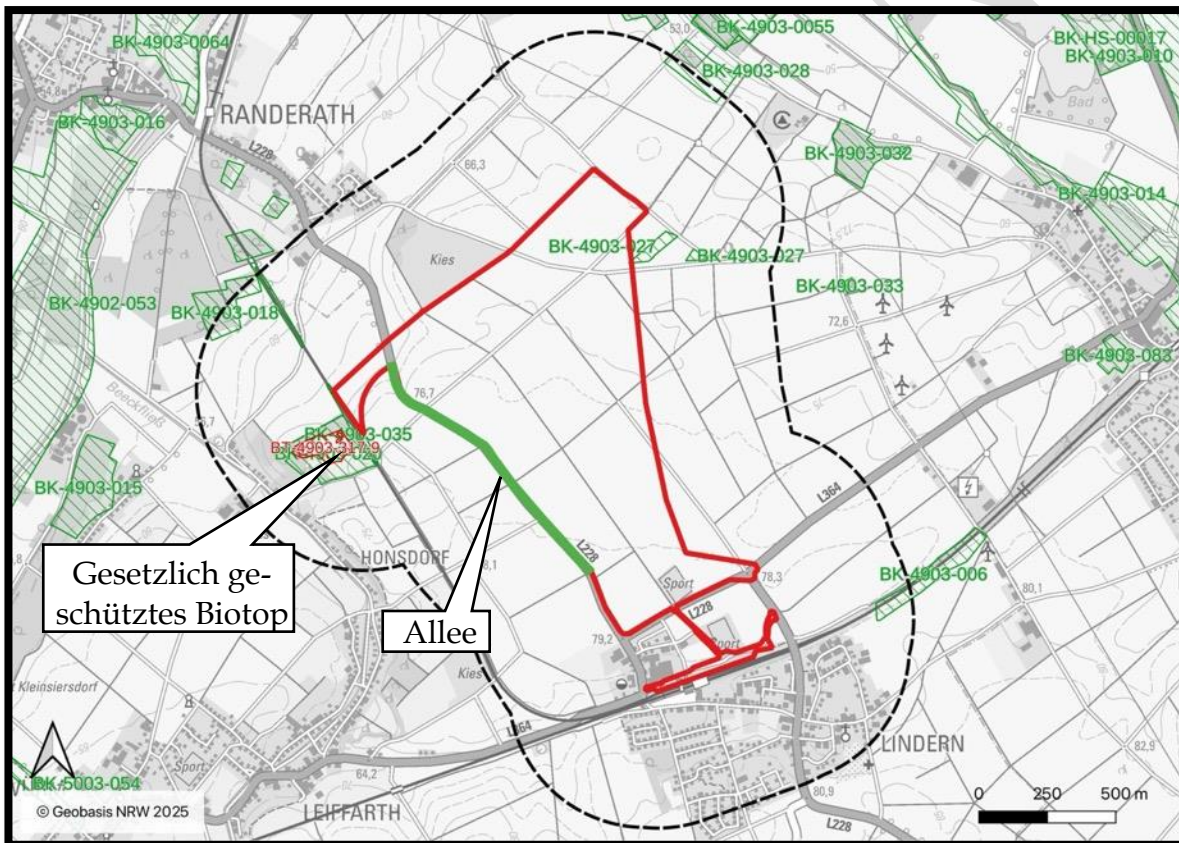 BK-4903-0064
BK-4903-0055
BK-HS-00017
BK-4903-010
53,0
BK-4903-028
RANDERATH
Bad
BK-4903-016
L228
66,3
BK-4903-032
BK-4903-014
Kies
BK-4903-027
BK-4903-027
BK-4902-053
BK-4903-018
BK-4903-033
72,6
BK-4903-083
76,7
Beeckfließ
BK-4903-035
BT-4903-317-9
BK-4903-015
L364
Gesetzlich ge-
schütztes Biotop
HONSDORF
L228
Allee
Sport
78,3
BK-4903-006
80,1
L228
Sport
79,2
Kies
Kleinsiersdorf
L364
LINDERN
82,9
Sport
64,2
BK-5003-054
© Geobasis NRW 2025
LEIFFARTH
80,9
L228
0 250 500 m